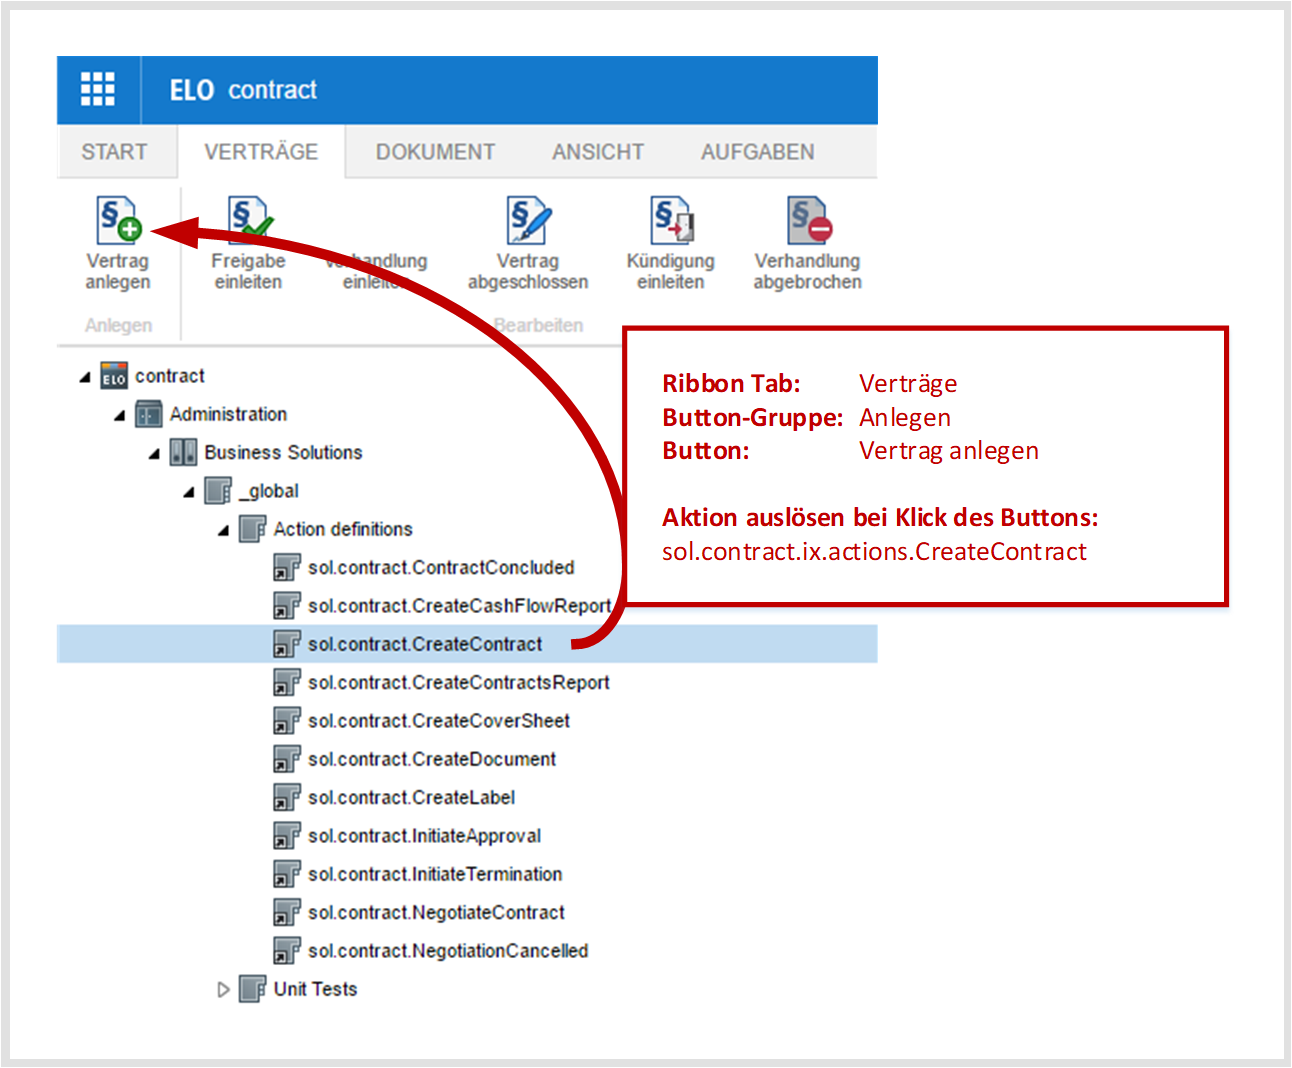 ELO contract
START VERTRÄGE DOKUMENT ANSICHT AUFGABEN
Vertrag anlegen
Freigabe einleiten
Verhandlung einleiten
Vertrag abgeschlossen
Kündigung einleiten
Verhandlung abgebrochen
Anlegen
Bearbeiten
Ribbon Tab: Verträge
Button-Gruppe: Anlegen
Button: Vertrag anlegen
Aktion auslösen bei Klick des Buttons:
sol.contract.ix.actions.CreateContract
ELO contract
Administration
Business Solutions
_global
Action definitions
sol.contract.ContractConcluded
sol.contract.CreateCashFlowReport
sol.contract.CreateContract
sol.contract.CreateContractsReport
sol.contract.CreateCoverSheet
sol.contract.CreateDocument
sol.contract.CreateLabel
sol.contract.InitiateApproval
sol.contract.InitiateTermination
sol.contract.NegotiateContract
sol.contract.NegotiationCancelled
Unit Tests